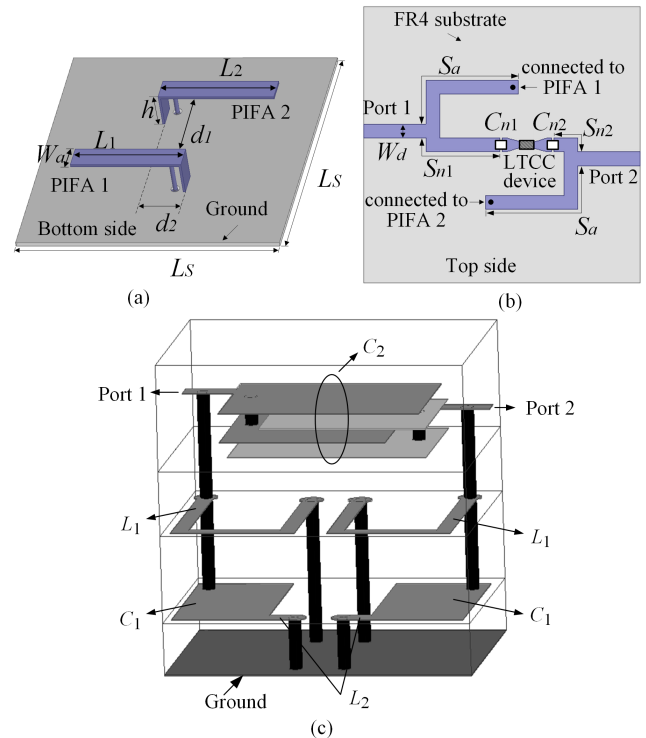 L2
h
d1
PIFA 2
L1
Waf
PIFA 1
LS
Ground
Bottom side
d2
LS
(a)
FR4 substrate
Sa
connected to
PIFA 1
Port 1
Wd
Cn1
Cn2
Sn2
Sn1
LTCC
device
Port 2
connected to
PIFA 2
Sa
Top side
(b)
C2
Port 1
Port 2
L1
L1
C1
C1
L2
Ground
(c)